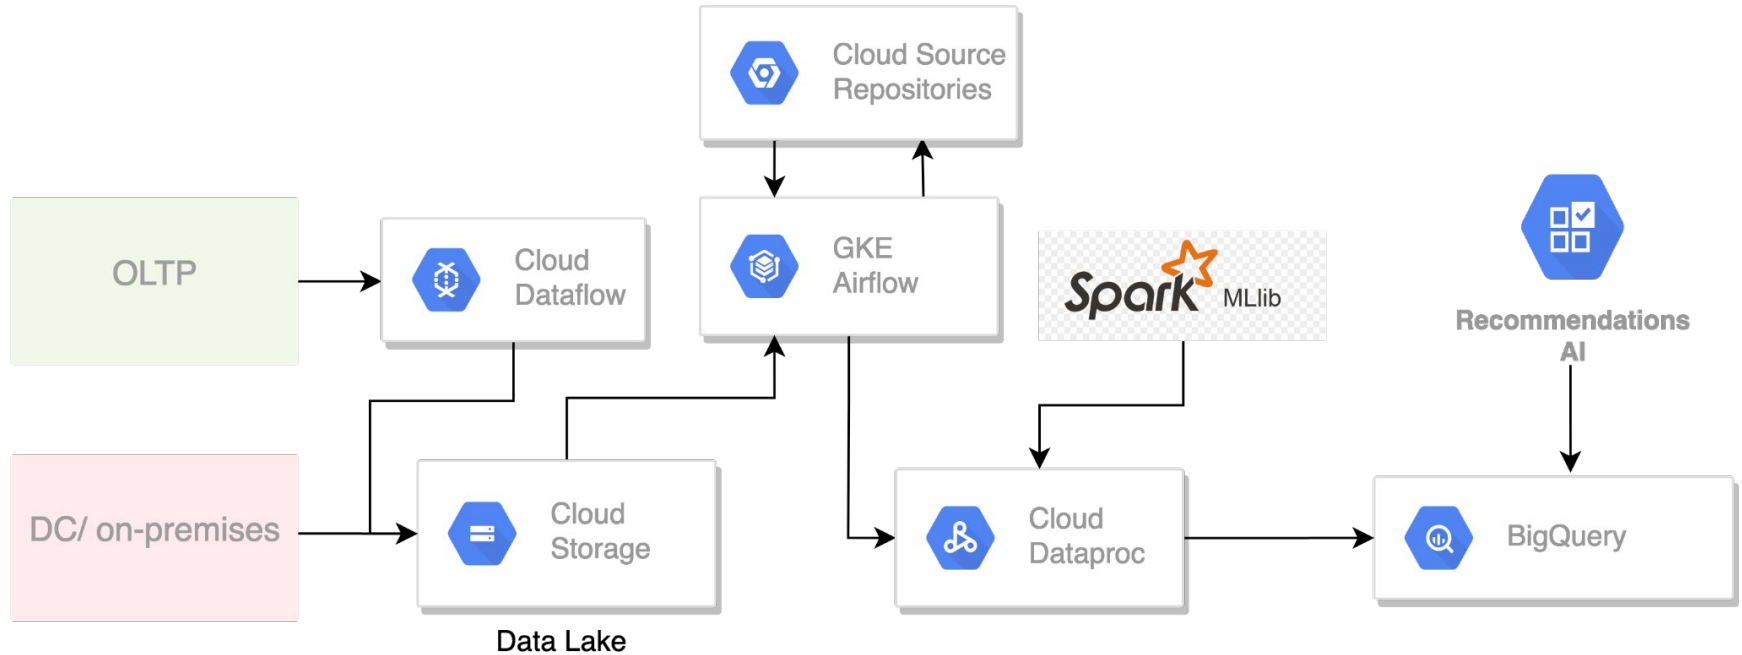 Cloud Source
Repositories
OLTP
Cloud
Dataflow
GKE
Airflow
Spark MLlib
Recommendations
AI
DC/ on-premises
Cloud
Storage
Cloud
Dataproc
BigQuery
Data Lake